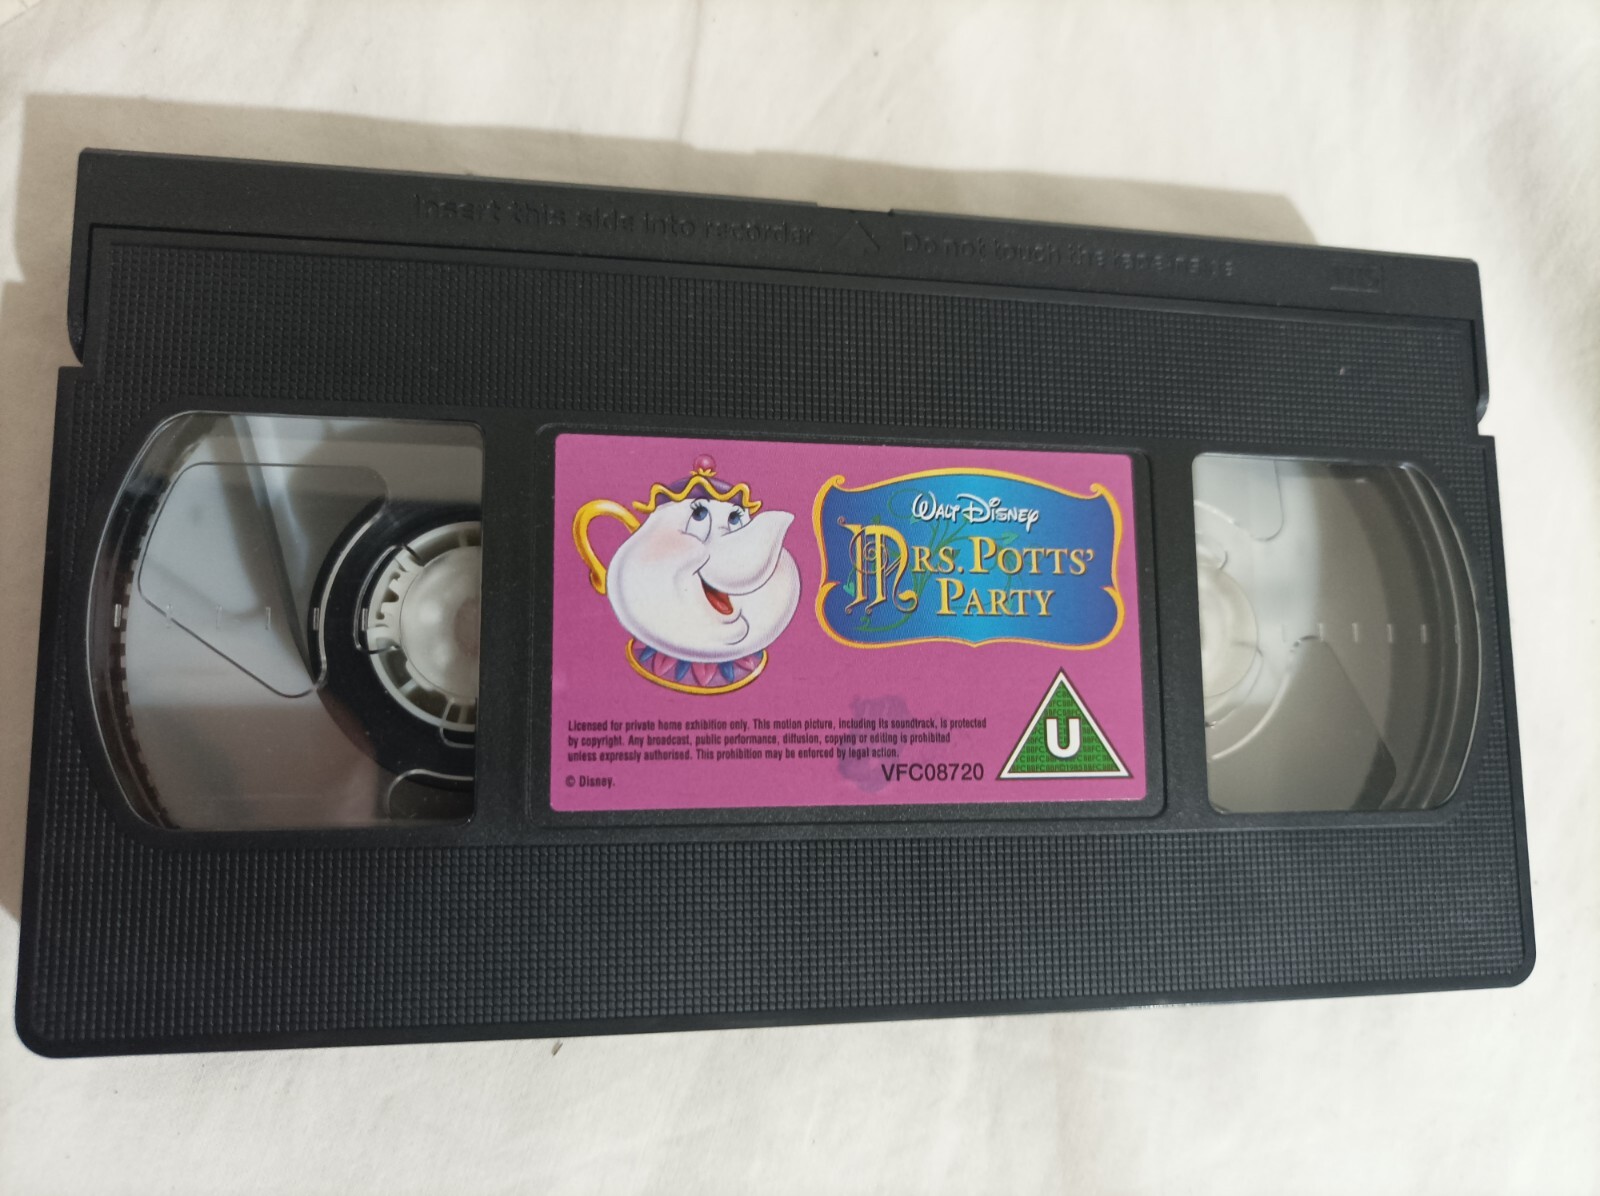 Insert this side into recorder
Do not touch the tape inside
VHS
WALT DISNEY
MRS. POTTS'
PARTY
Licensed for private home exhibition only. This motion picture, including its soundtrack, is protected
by copyright. Any broadcast, public performance, diffusion, copying or editing is prohibited
unless expressly authorised. This prohibition may be enforced by legal action.
VFC08720
© Disney.
U